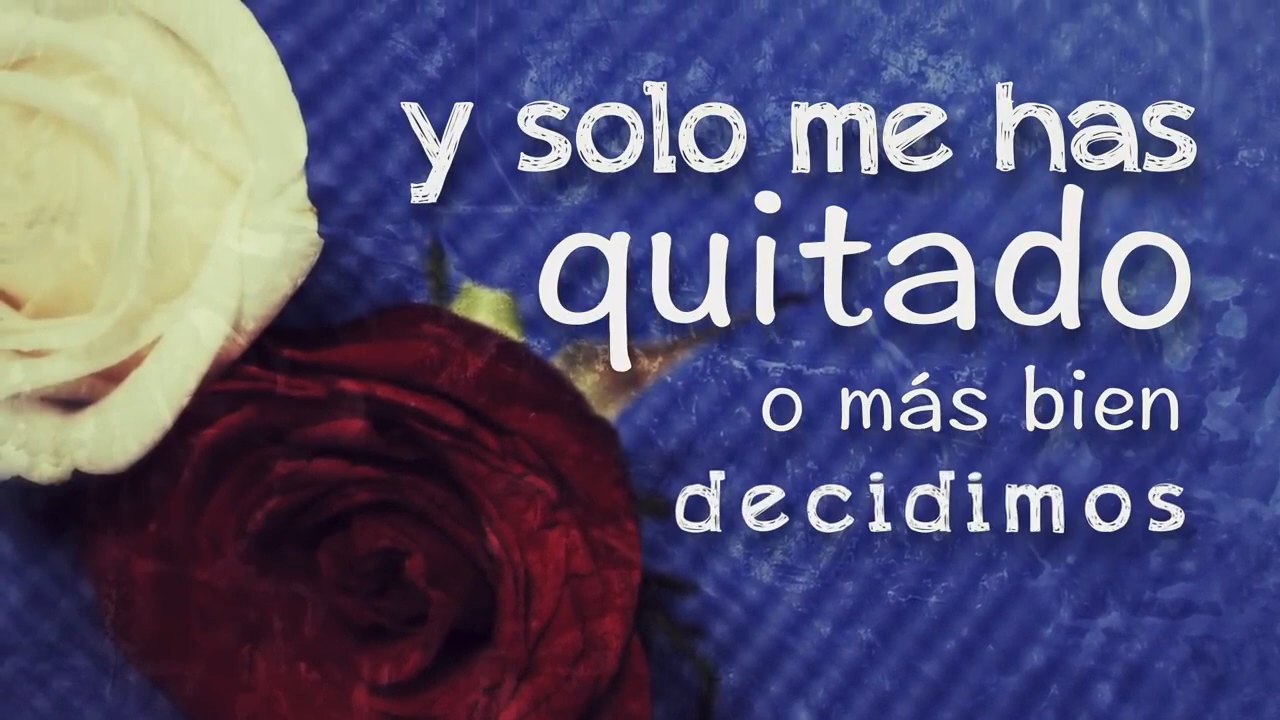 y solo me has
quitado
o más bien
decidimos